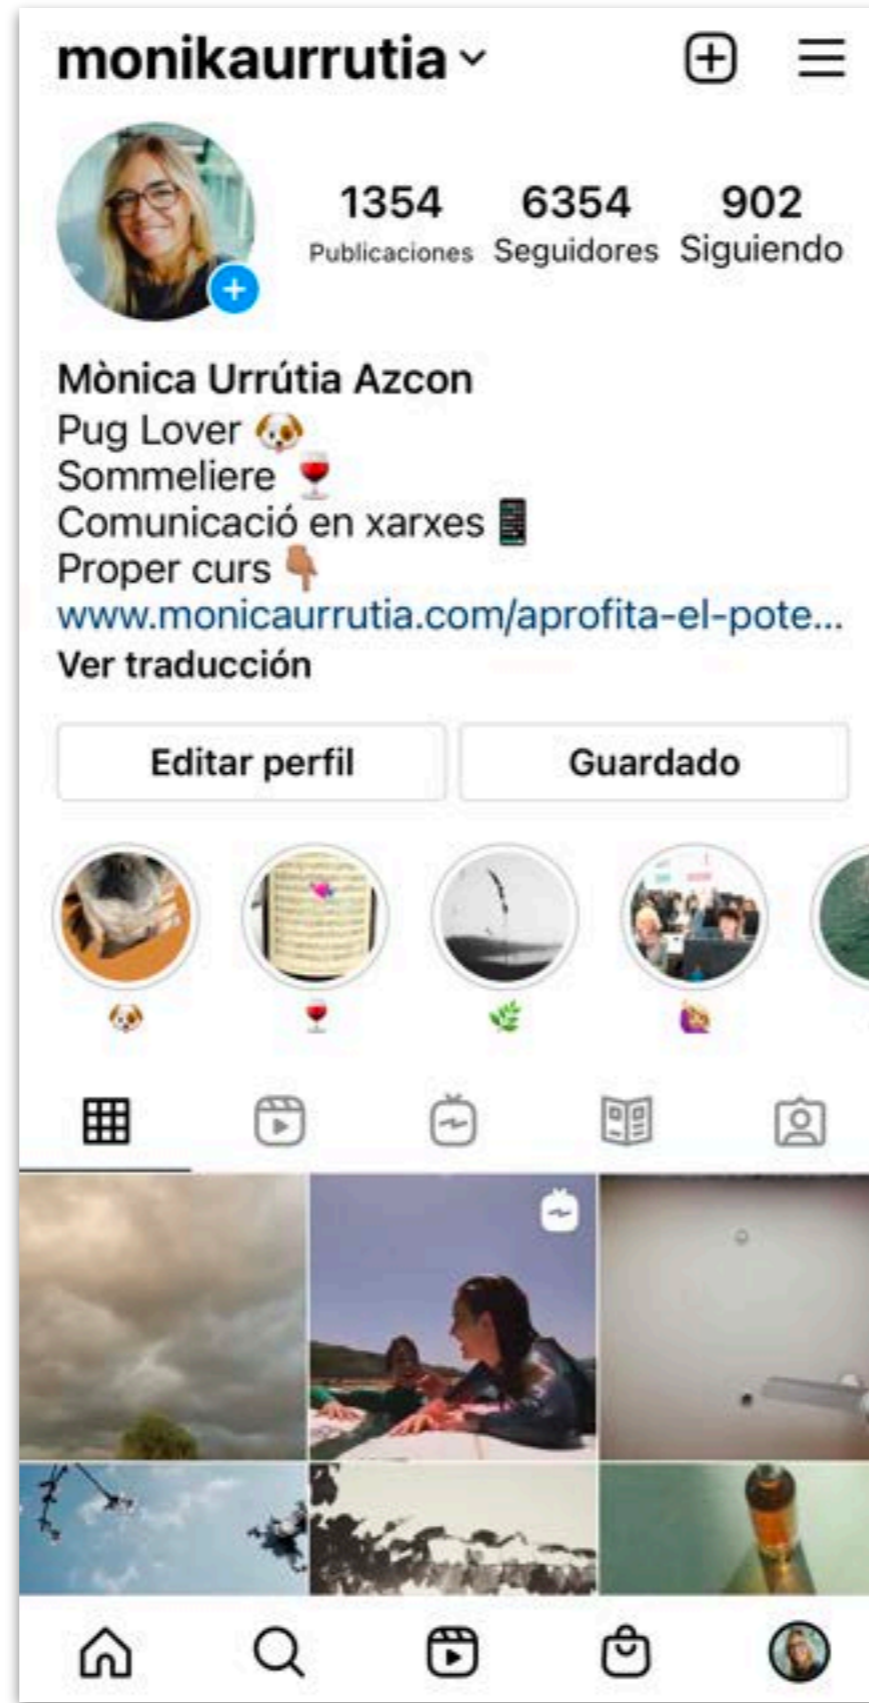 monikaurrutia
1354 6354 902
Publicaciones Seguidores Siguiendo
Mònica Urrútia Azcon
Pug Lover 🐶
Sommeliere 🍷
Comunicació en xarxes 📱
Proper curs 👇🏽
www.monicaurrutia.com/aprofita-el-pote...
Ver traducción
Editar perfil Guardado